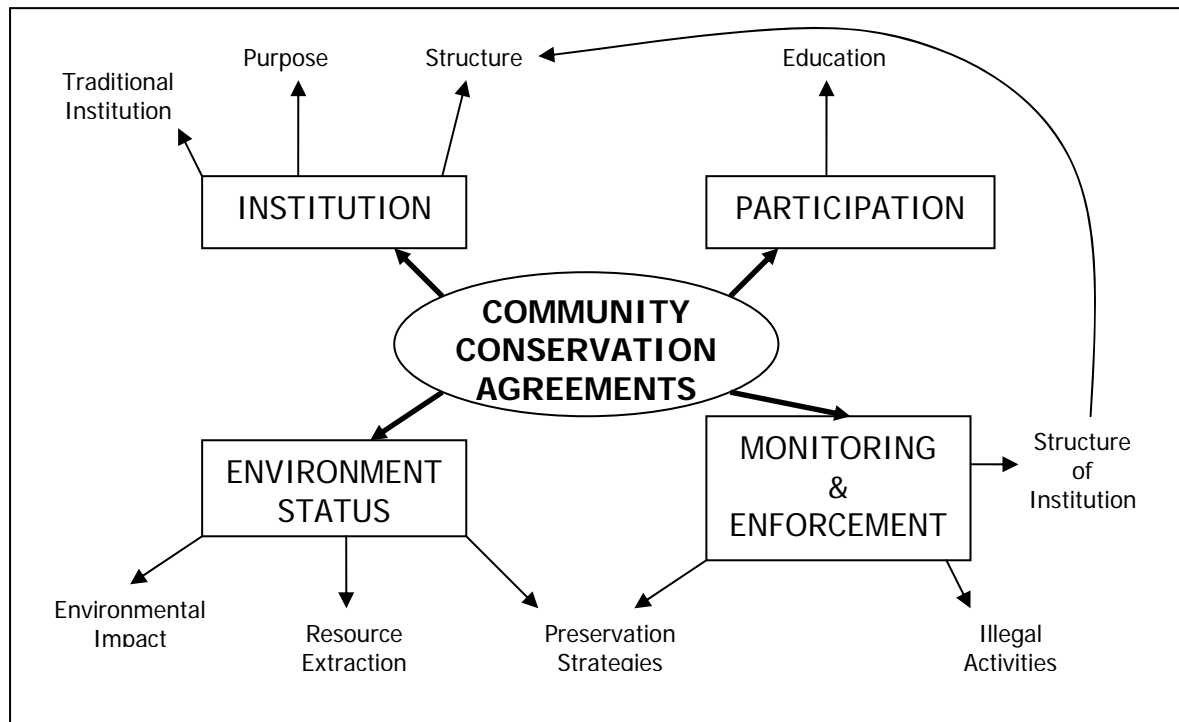 Purpose
Structure
Education
Traditional
Institution
INSTITUTION
PARTICIPATION
COMMUNITY
CONSERVATION
AGREEMENTS
ENVIRONMENT
STATUS
MONITORING
&
ENFORCEMENT
Structure
of
Institution
Environmental
Impact
Resource
Extraction
Preservation
Strategies
Illegal
Activities